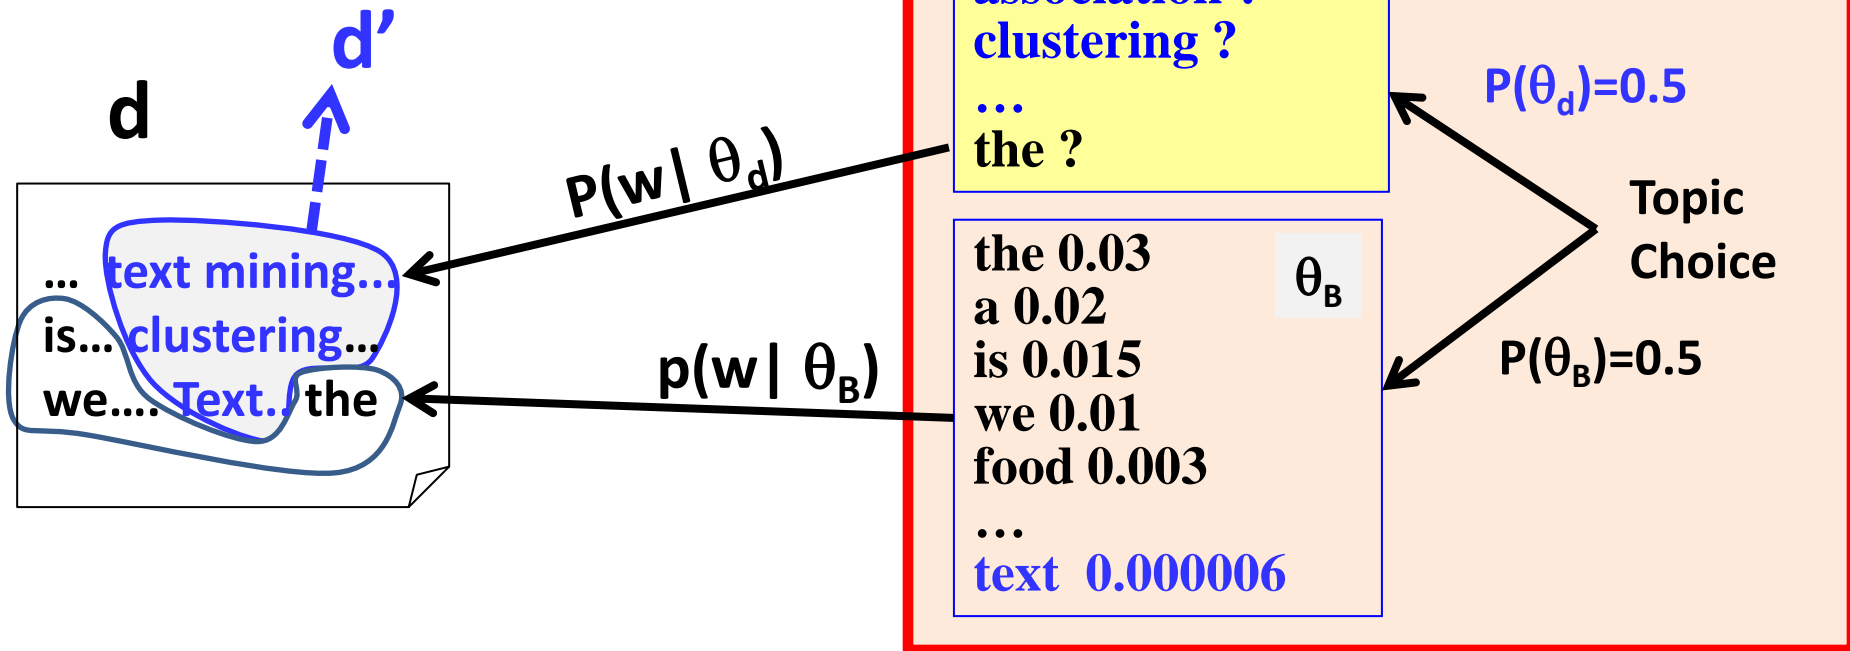 d’
d
… text mining…
is… clustering…
we…. Text.. the
P(w| θd)
p(w| θB)
association ?
clustering ?
…
the ?
the 0.03
a 0.02
is 0.015
we 0.01
food 0.003
…
text 0.000006
θB
P(θd)=0.5
Topic
Choice
P(θB)=0.5